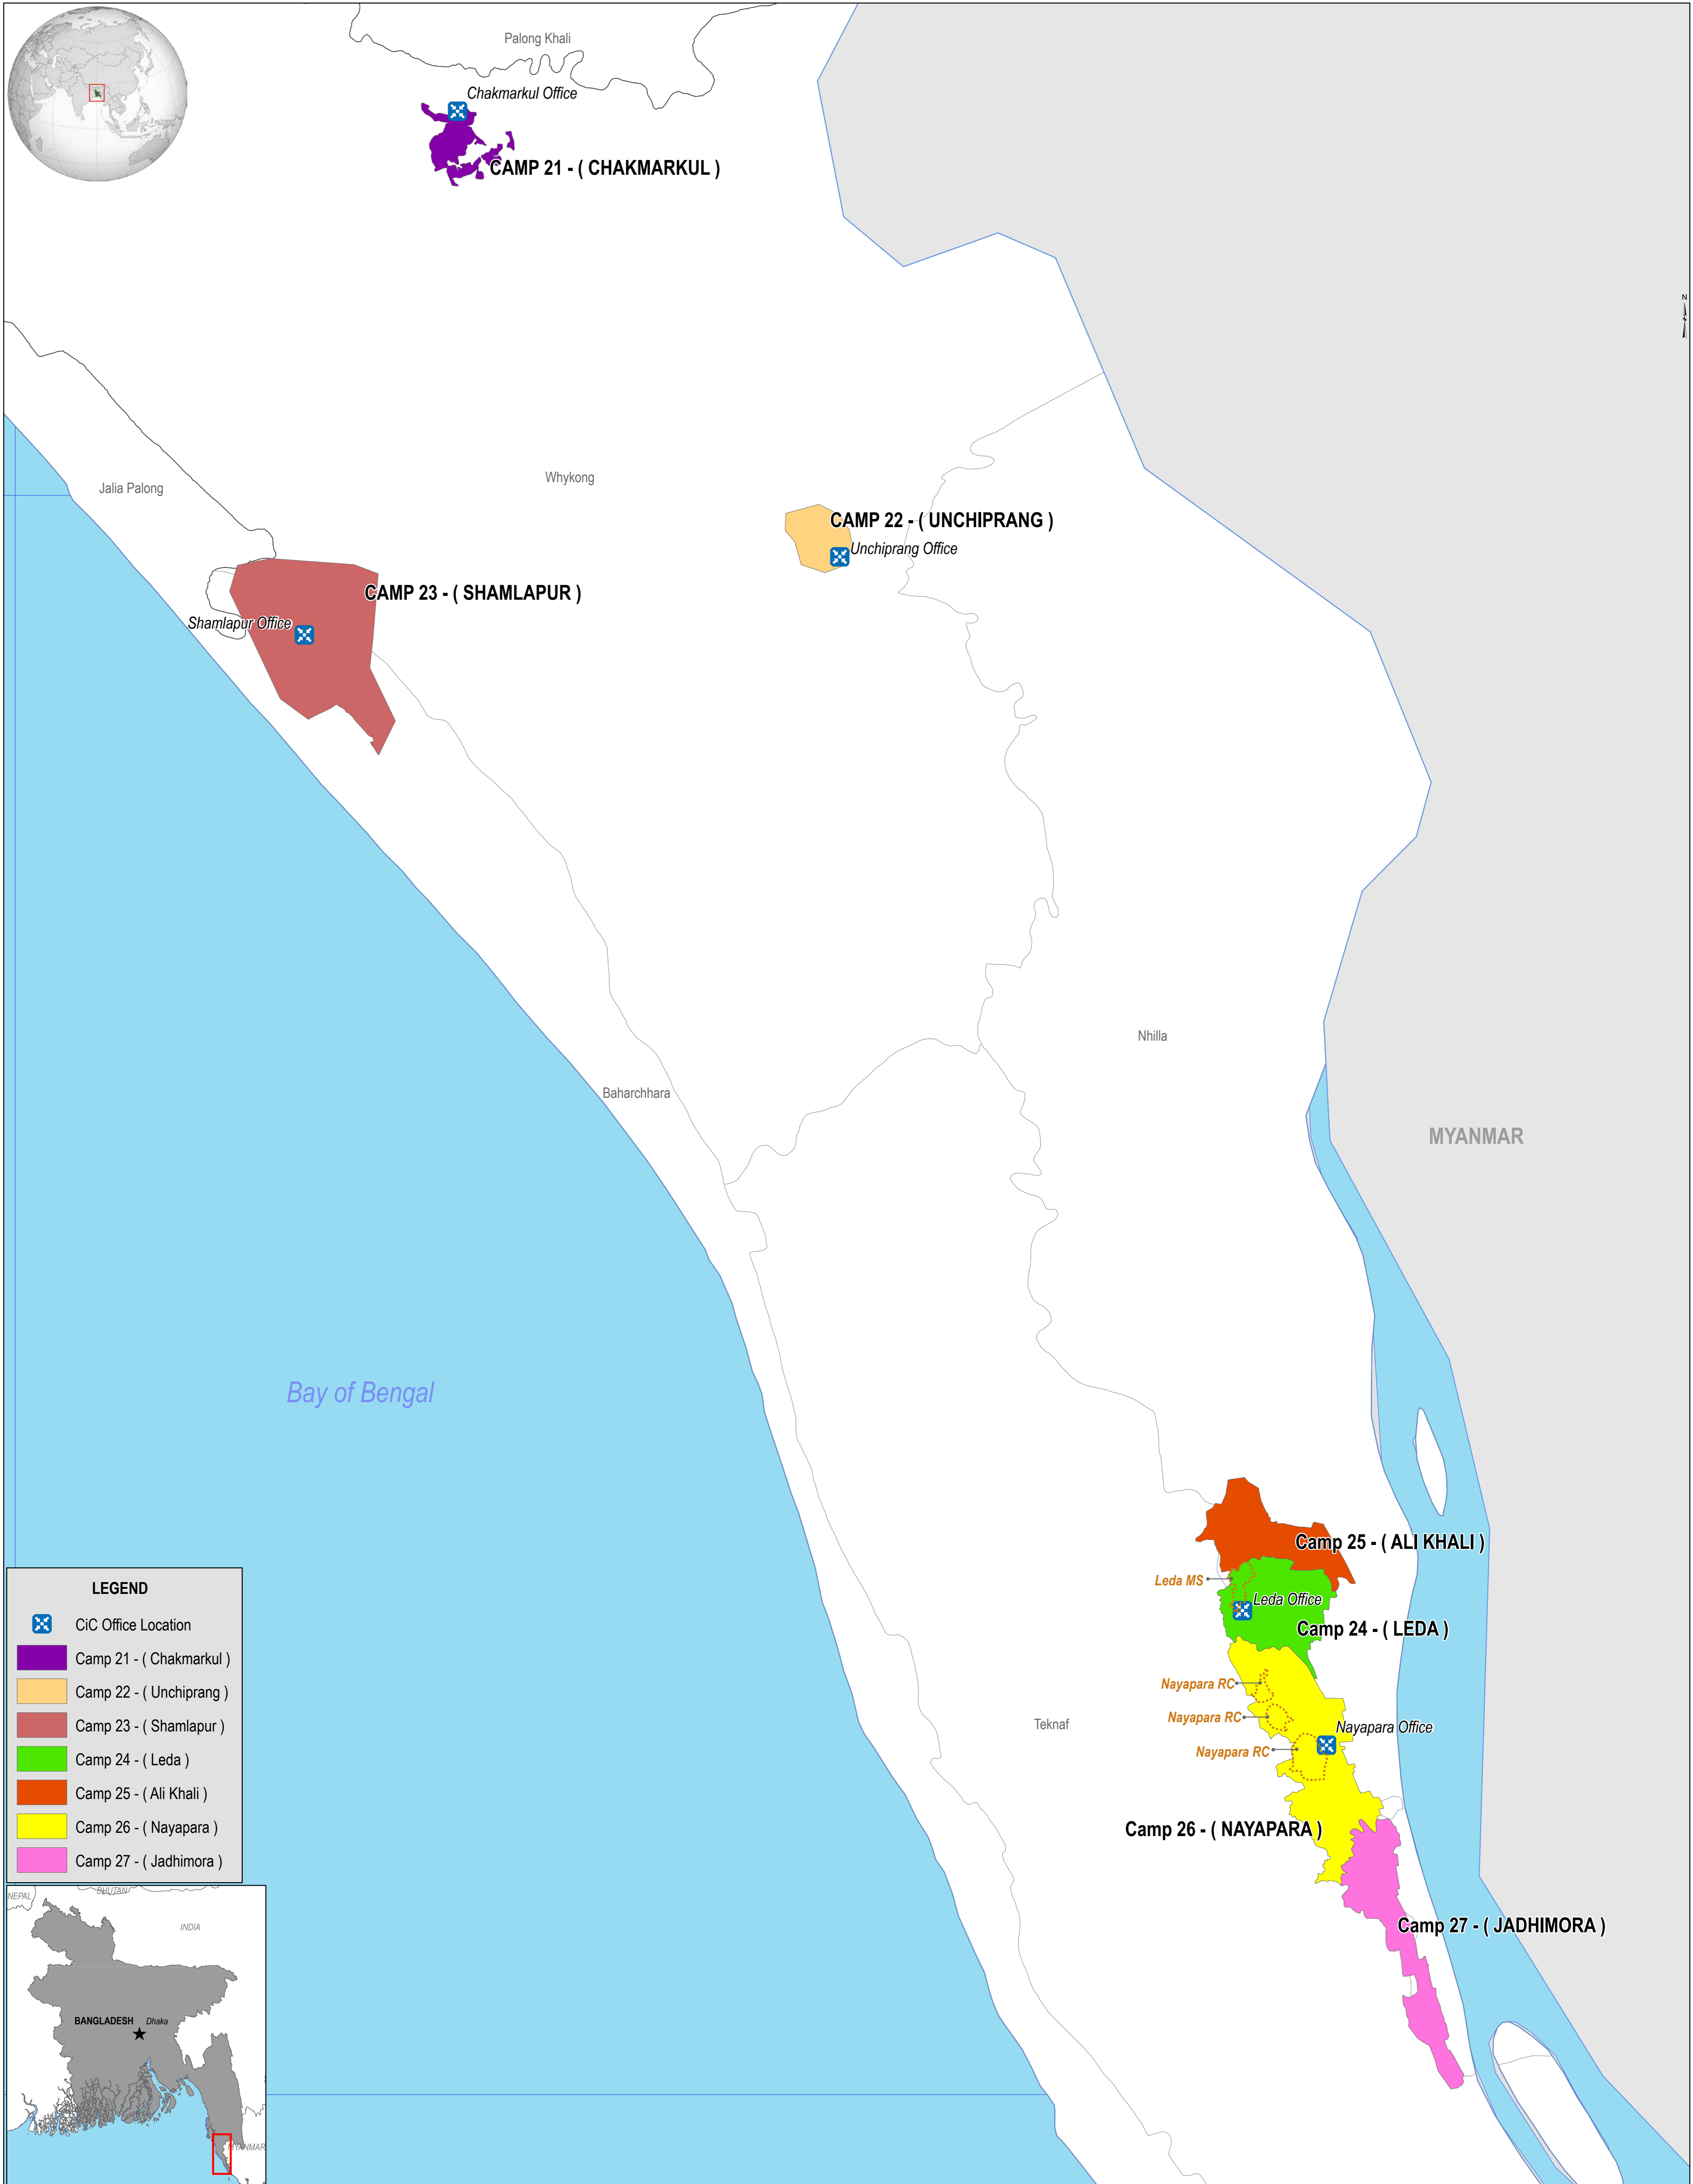 Palong Khali
Chakmarkul Office
CAMP 21 - ( CHAKMARKUL )
N
Whykong
Jalia Palong
CAMP 22 - ( UNCHIPRANG )
Unchiprang Office
CAMP 23 - ( SHAMLAPUR )
Shamlapur Office
Nhilla
Baharchhara
MYANMAR
Bay of Bengal
Camp 25 - ( ALI KHALI )
Leda MS
Leda Office
Camp 24 - ( LEDA )
Nayapara RC
Nayapara RC
Teknaf
Nayapara Office
Nayapara RC
Camp 26 - ( NAYAPARA )
Camp 27 - ( JADHIMORA )
LEGEND
CiC Office Location
Camp 21 - ( Chakmarkul )
Camp 22 - ( Unchiprang )
Camp 23 - ( Shamlapur )
Camp 24 - ( Leda )
Camp 25 - ( Ali Khali )
Camp 26 - ( Nayapara )
Camp 27 - ( Jadhimora )
NEPAL
BHUTAN
INDIA
BANGLADESH
Dhaka
MYANMAR